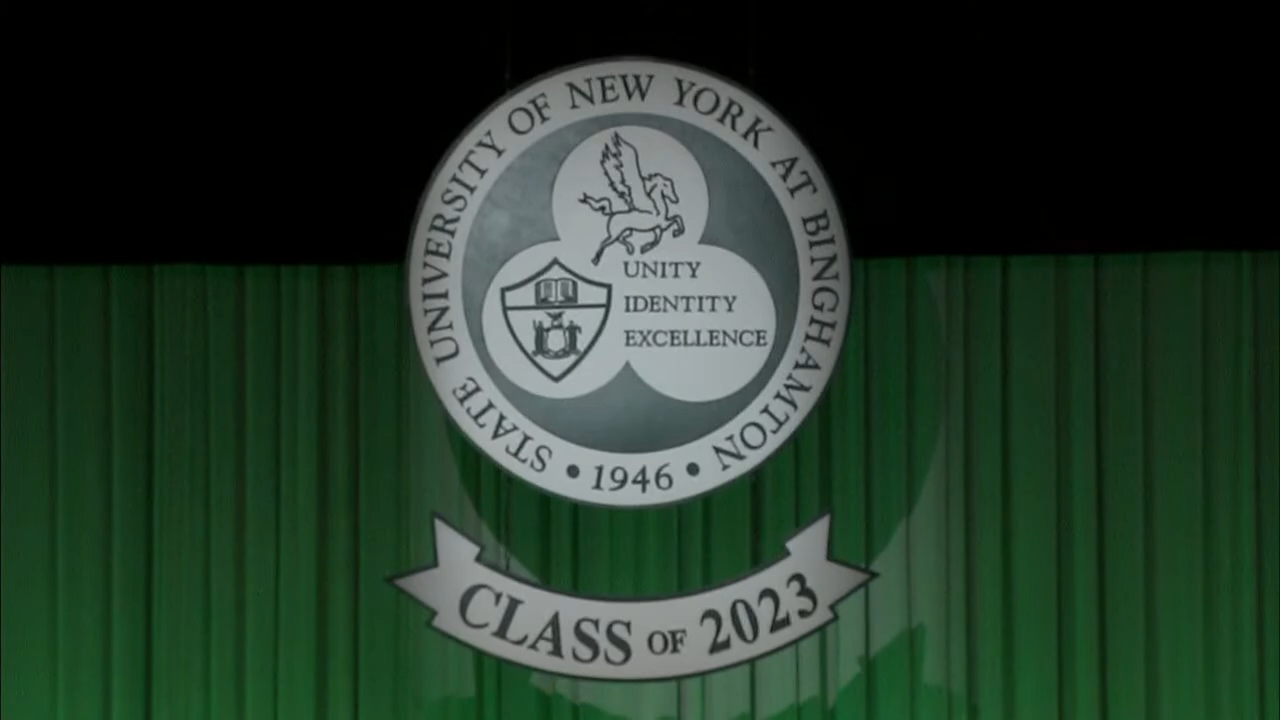 STATE UNIVERSITY OF NEW YORK AT BINGHAMTON
UNITY
IDENTITY
EXCELLENCE
• 1946 •
CLASS OF 2023